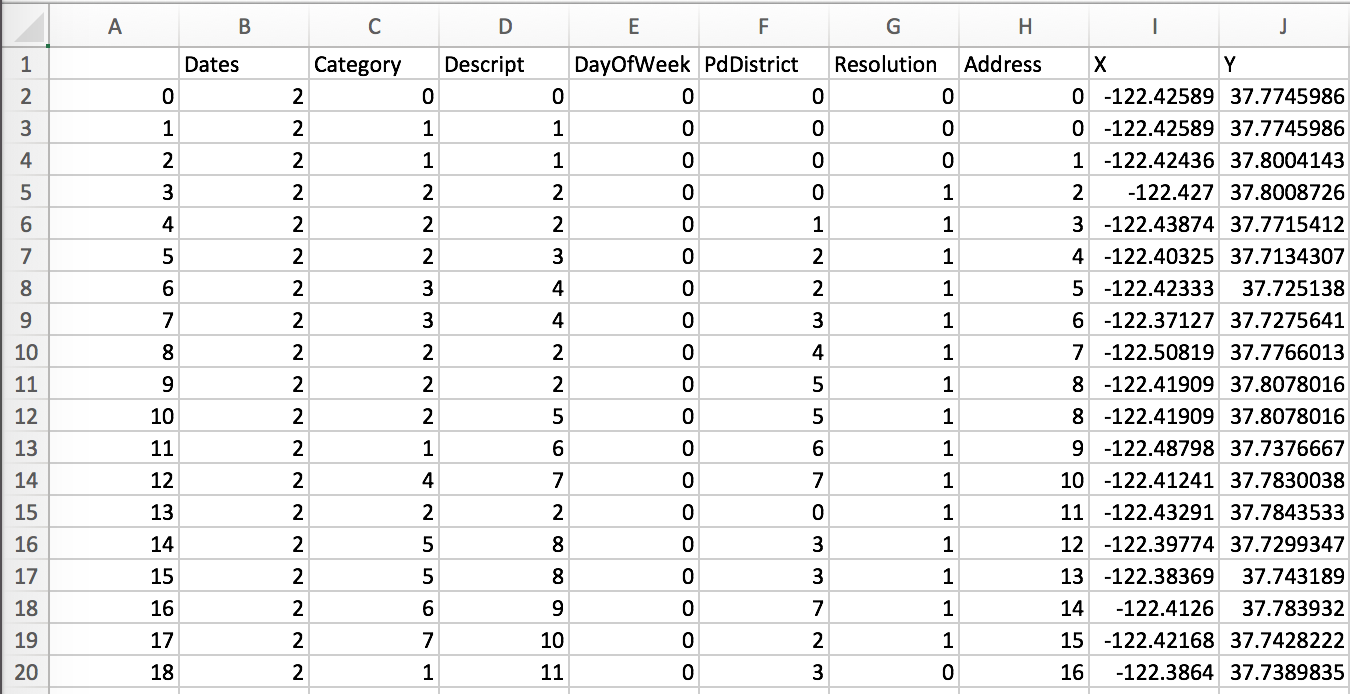 A B C D E F G H I J
1 Dates Category Descript DayOfWeek PdDistrict Resolution Address X Y
2 0 2 0 0 0 0 0 0 -122.42589 37.7745986
3 1 2 1 1 0 0 0 0 -122.42589 37.7745986
4 2 2 1 1 0 0 0 1 -122.42436 37.8004143
5 3 2 2 2 0 0 1 2 -122.427 37.8008726
6 4 2 2 2 0 1 1 3 -122.43874 37.7715412
7 5 2 2 3 0 2 1 4 -122.40325 37.7134307
8 6 2 3 4 0 2 1 5 -122.42333 37.725138
9 7 2 3 4 0 3 1 6 -122.37127 37.7275641
10 8 2 2 2 0 4 1 7 -122.50819 37.7766013
11 9 2 2 2 0 5 1 8 -122.41909 37.8078016
12 10 2 2 5 0 5 1 8 -122.41909 37.8078016
13 11 2 1 6 0 6 1 9 -122.48798 37.7376667
14 12 2 4 7 0 7 1 10 -122.41241 37.7830038
15 13 2 2 2 0 0 1 11 -122.43291 37.7843533
16 14 2 5 8 0 3 1 12 -122.39774 37.7299347
17 15 2 5 8 0 3 1 13 -122.38369 37.743189
18 16 2 6 9 0 7 1 14 -122.4126 37.783932
19 17 2 7 10 0 2 1 15 -122.42168 37.7428222
20 18 2 1 11 0 3 0 16 -122.3864 37.7389835